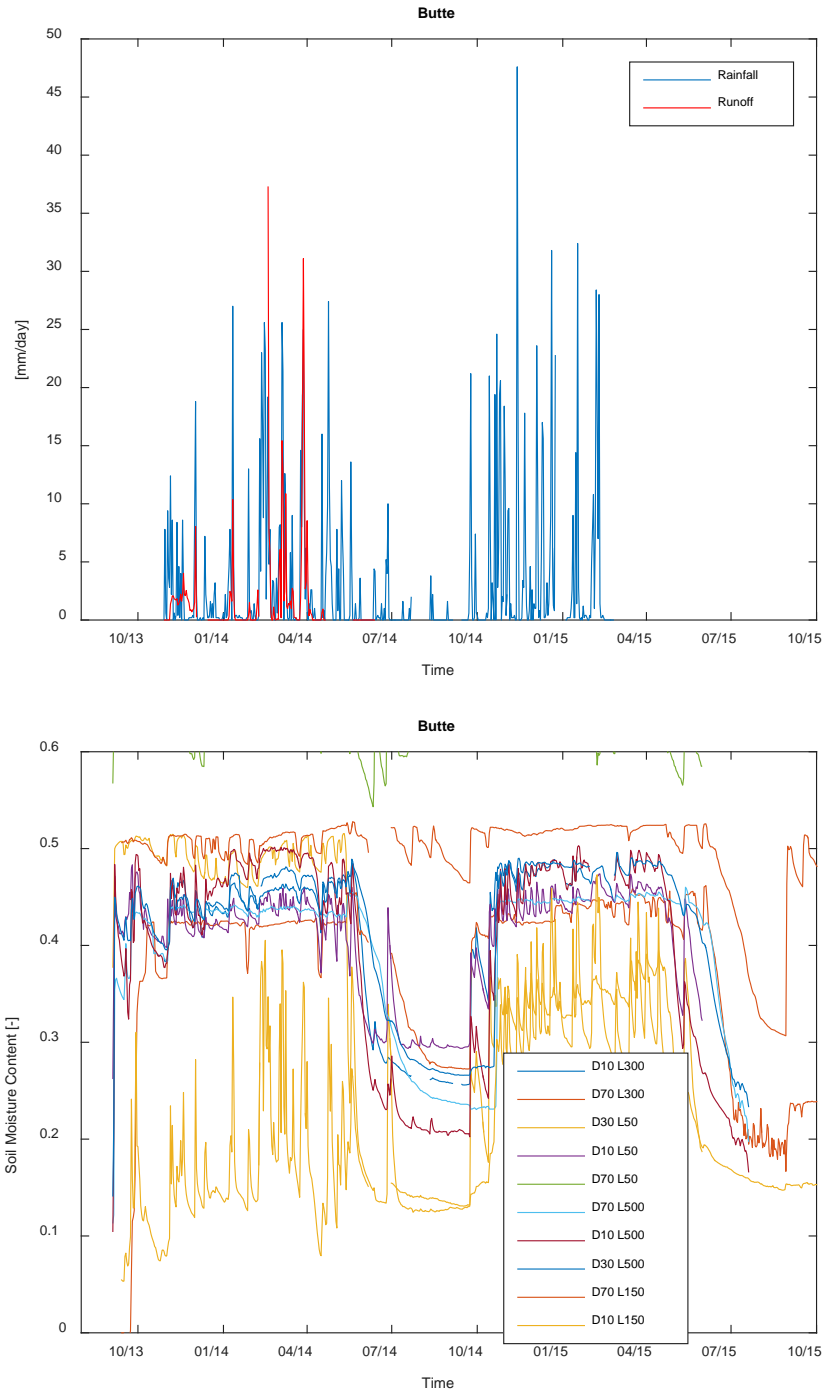 Butte
50
45
40
35
30
25
20
15
10
5
0
[mm/day]
Rainfall
Runoff
10/13 01/14 04/14 07/14 10/14 01/15 04/15 07/15 10/15
Time
Butte
0.6
0.5
0.4
0.3
0.2
0.1
0
Soil Moisture Content [-]
D10 L300
D70 L300
D30 L50
D10 L50
D70 L50
D70 L500
D10 L500
D30 L500
D70 L150
D10 L150
10/13 01/14 04/14 07/14 10/14 01/15 04/15 07/15 10/15
Time